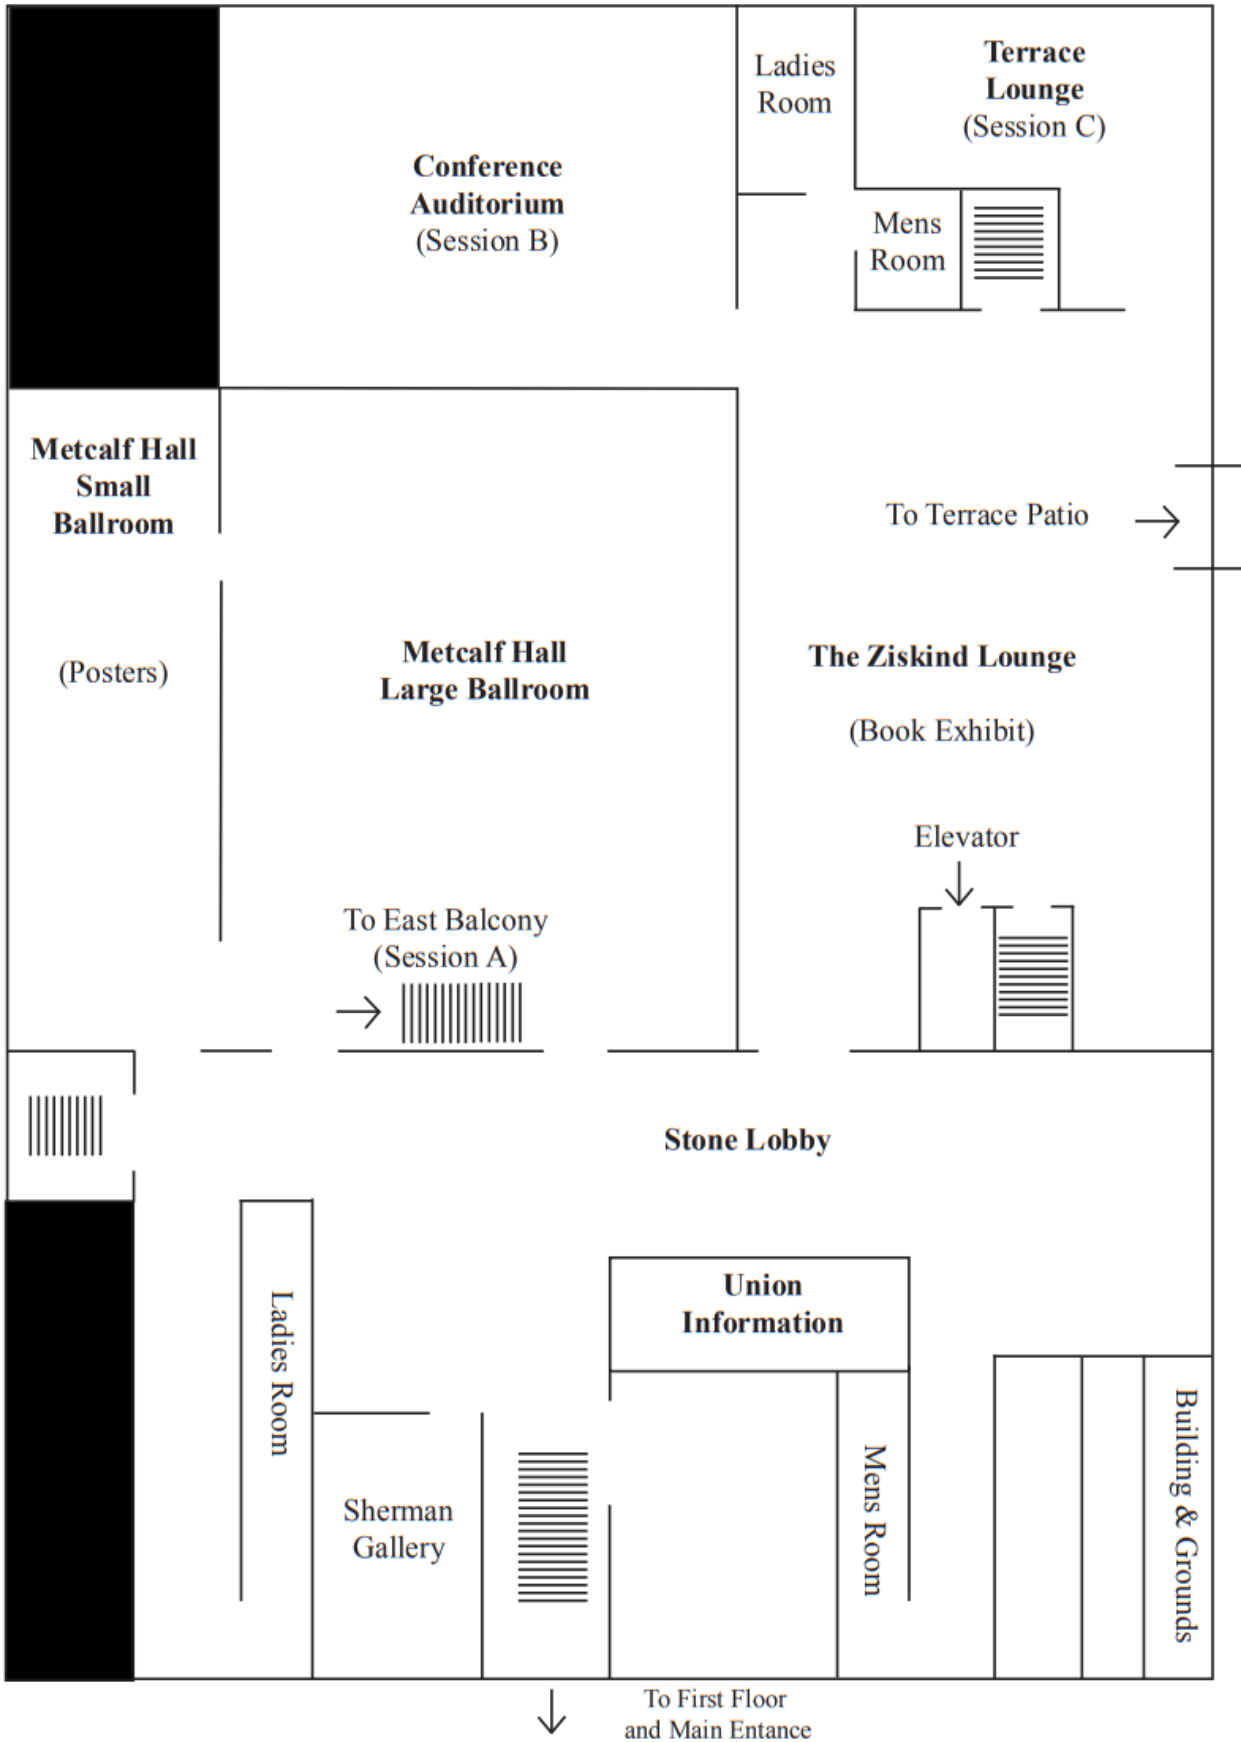 Ladies
Room
Terrace
Lounge
(Session C)
Conference
Auditorium
(Session B)
Mens
Room
Metcalf Hall
Small
Ballroom
(Posters)
To Terrace Patio
Metcalf Hall
Large Ballroom
The Ziskind Lounge
(Book Exhibit)
Elevator
To East Balcony
(Session A)
Stone Lobby
Ladies Room
Union
Information
Sherman
Gallery
Mens Room
Building & Grounds
To First Floor
and Main Entance